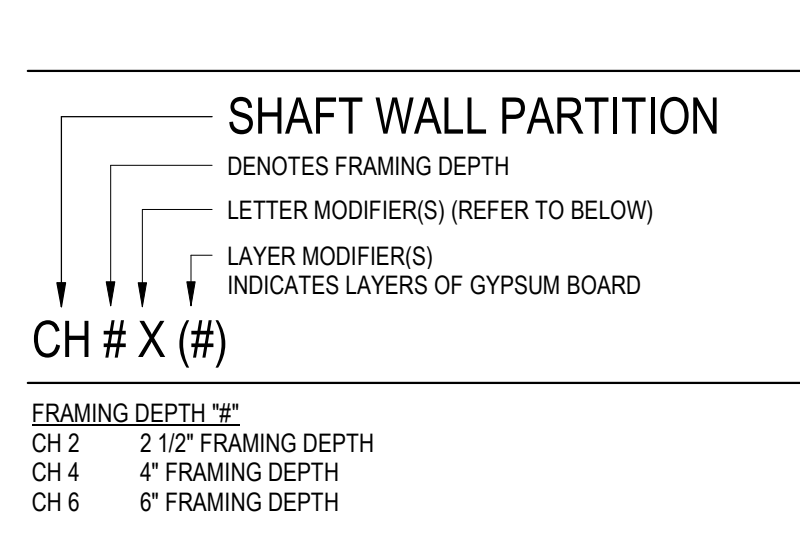 SHAFT WALL PARTITION
DENOTES FRAMING DEPTH
LETTER MODIFIER(S) (REFER TO BELOW)
LAYER MODIFIER(S)
INDICATES LAYERS OF GYPSUM BOARD
CH # X (#)
FRAMING DEPTH "#"
CH 2 2 1/2" FRAMING DEPTH
CH 4 4" FRAMING DEPTH
CH 6 6" FRAMING DEPTH